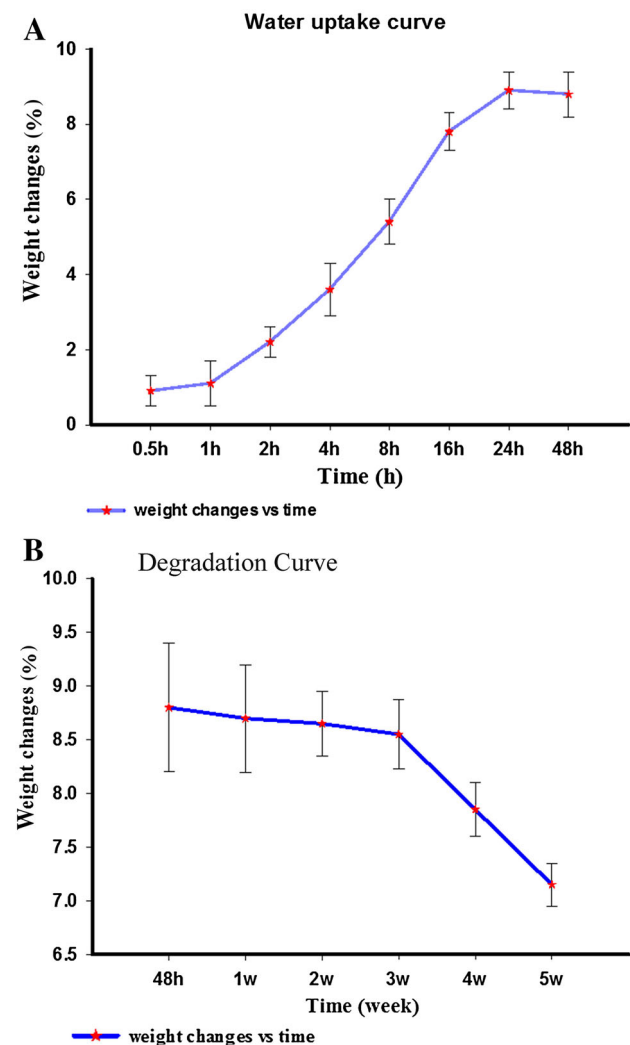 A
Water uptake curve
10
8
6
4
2
0
Weight changes (%)
0.5h 1h 2h 4h 8h 16h 24h 48h
Time (h)
weight changes vs time
B
Degradation Curve
10.0
9.5
9.0
8.5
8.0
7.5
7.0
6.5
Weight changes (%)
48h 1w 2w 3w 4w 5w
Time (week)
weight changes vs time